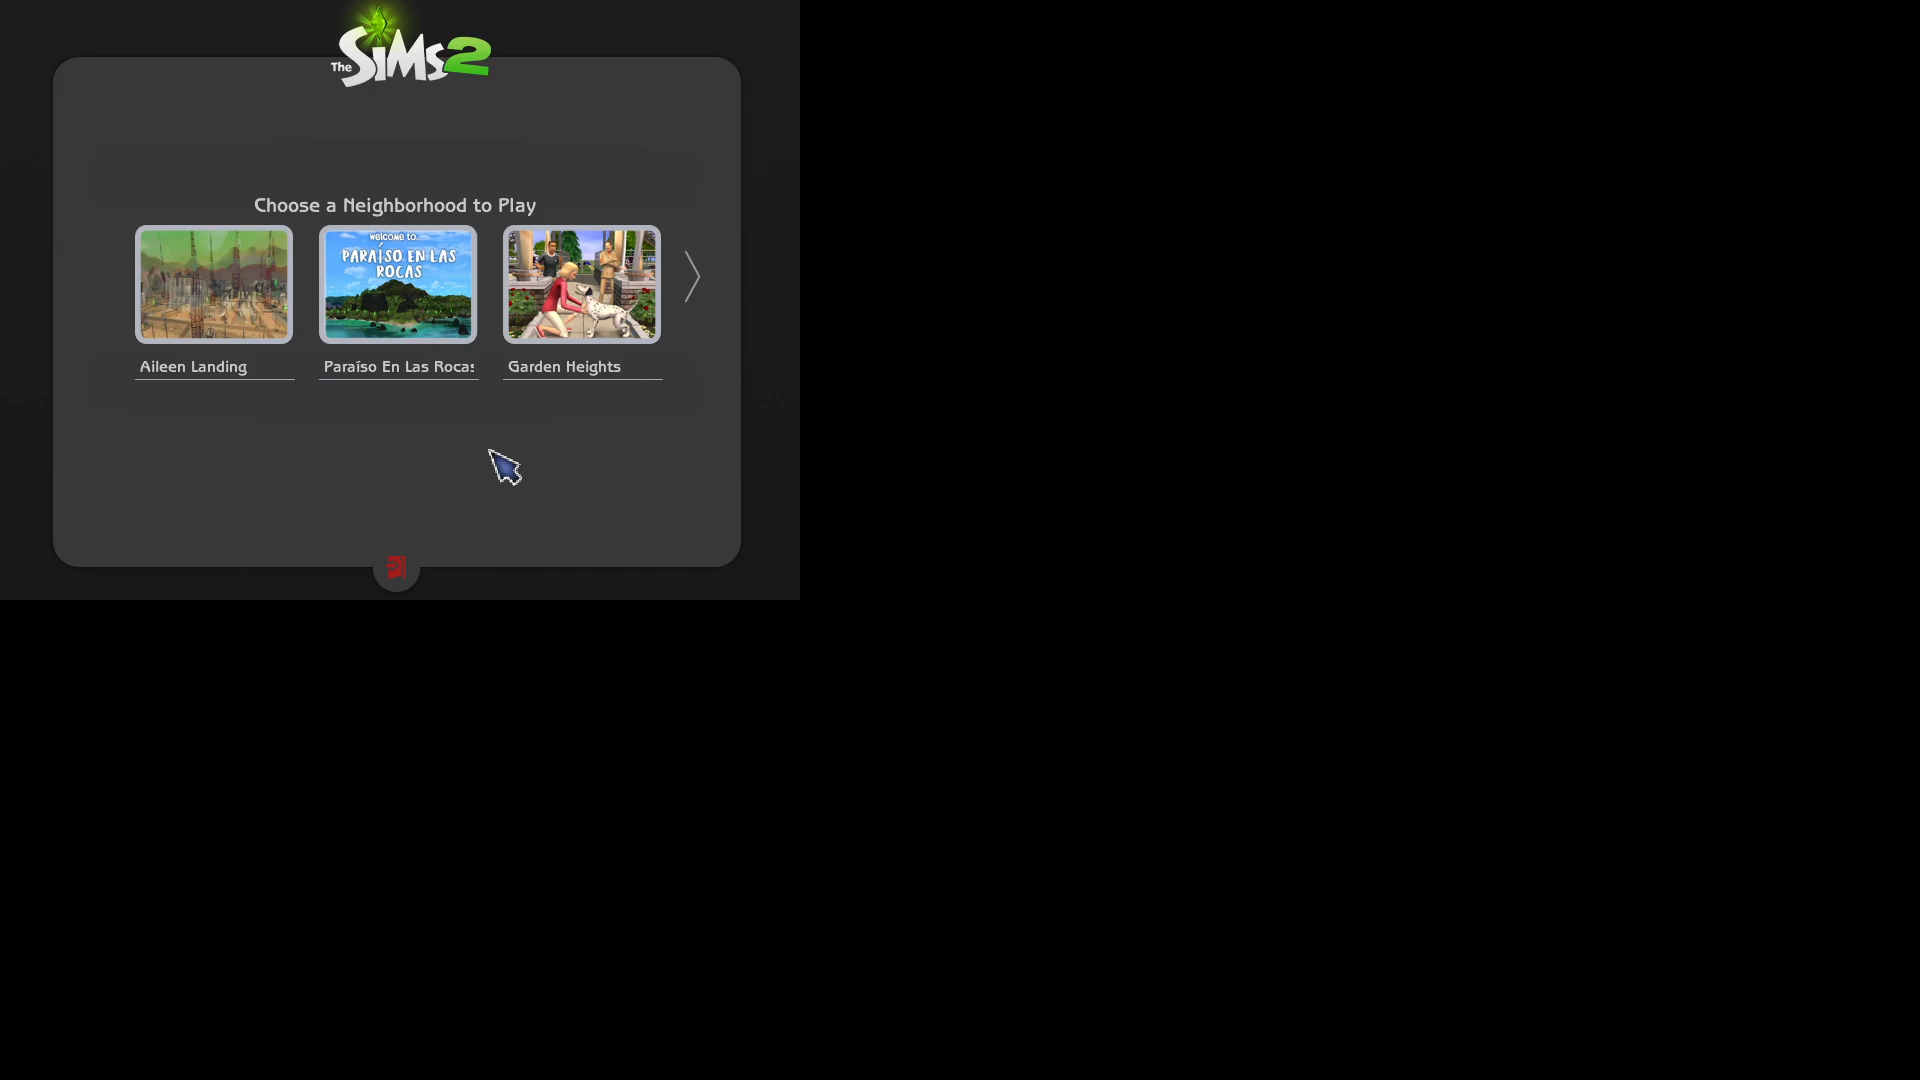 The Sims 2
Choose a Neighborhood to Play
welcome to
PARAÍSO EN LAS
ROCAS
Aileen Landing
Paraíso En Las Rocas
Garden Heights